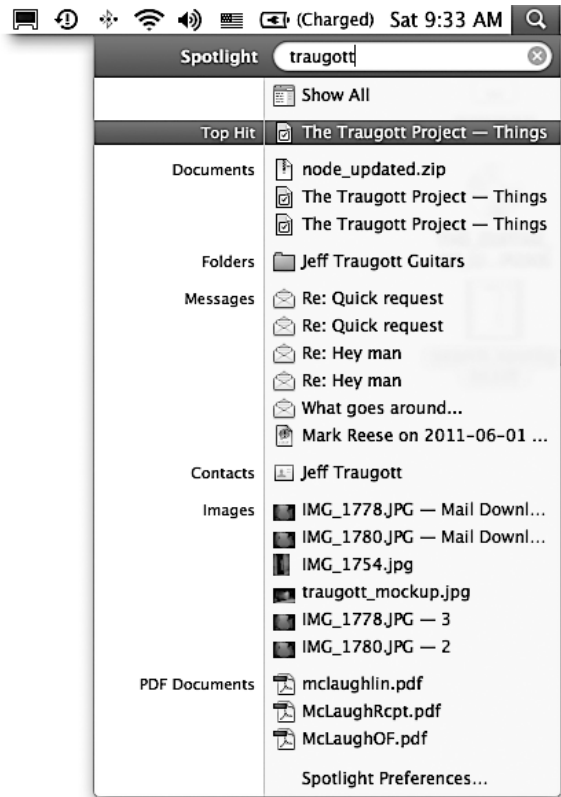 (Charged) Sat 9:33 AM
Spotlight traugott
Show All
Top Hit The Traugott Project — Things
Documents node_updated.zip
The Traugott Project — Things
The Traugott Project — Things
Folders Jeff Traugott Guitars
Messages Re: Quick request
Re: Quick request
Re: Hey man
Re: Hey man
What goes around...
Mark Reese on 2011-06-01 ...
Contacts Jeff Traugott
Images IMG_1778.JPG — Mail Downl...
IMG_1780.JPG — Mail Downl...
IMG_1754.jpg
traugott_mockup.jpg
IMG_1778.JPG — 3
IMG_1780.JPG — 2
PDF Documents mclaughlin.pdf
McLaughRcpt.pdf
McLaughOF.pdf
Spotlight Preferences...